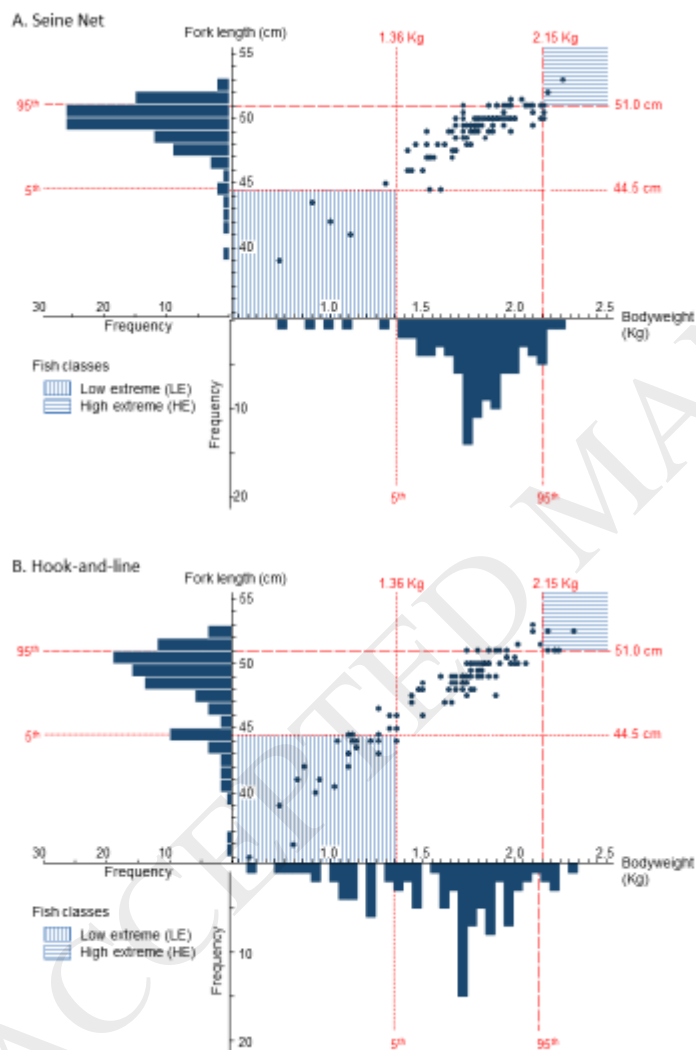 A. Seine Net
Fork length (cm)
1.36 Kg
2.15 Kg
55
95th
50
51.0 cm
45
5th
44.5 cm
40
30
20
10
1.0
1.5
2.0
2.5
Frequency
Bodyweight
(Kg)
Fish classes
Low extreme (LE)
High extreme (HE)
Frequency
-10
-20
5th
95th
B. Hook-and-line
Fork length (cm)
1.36 Kg
2.15 Kg
55
95th
50
51.0 cm
45
5th
44.5 cm
40
30
20
10
1.0
1.5
2.0
2.5
Frequency
Bodyweight
(Kg)
Fish classes
Low extreme (LE)
High extreme (HE)
Frequency
10
20
5th
95th
ACCEPTED MA